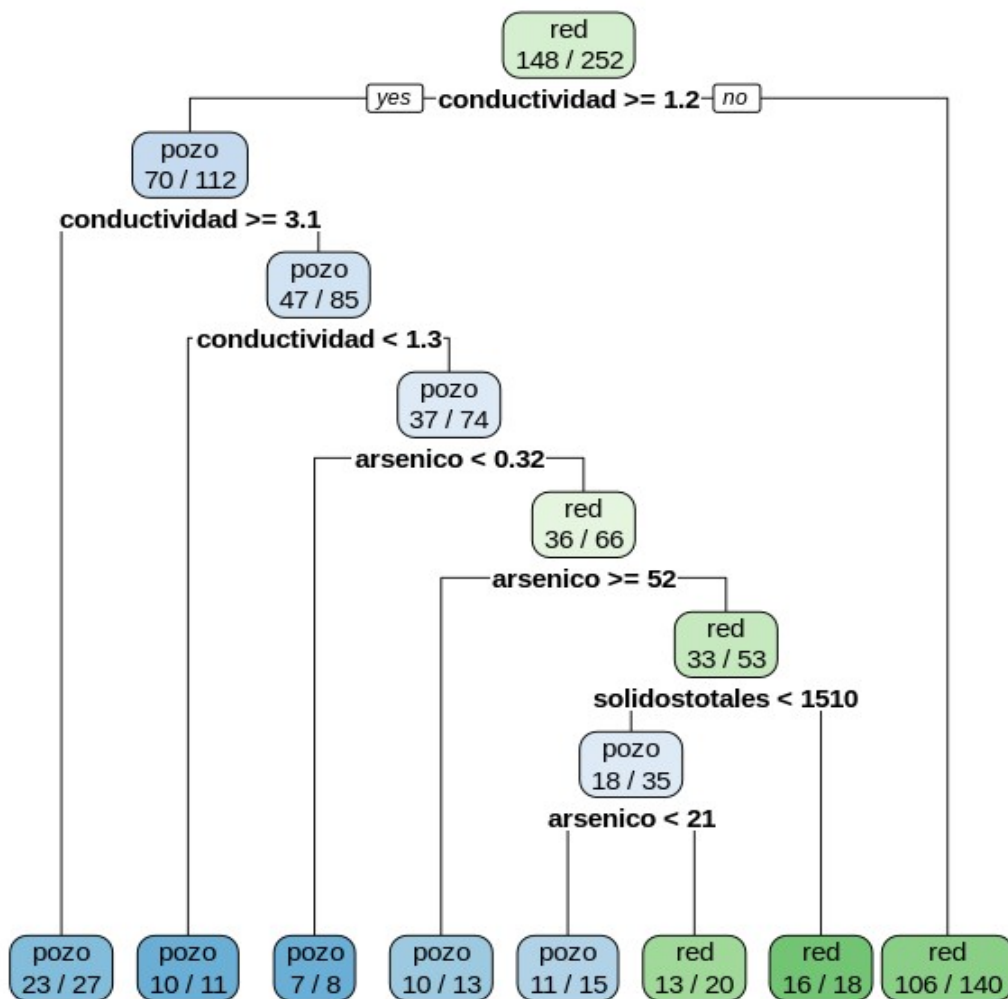 red
148 / 252
yes conductividad >= 1.2 no
pozo
70 / 112
conductividad >= 3.1
pozo
47 / 85
conductividad < 1.3
pozo
37 / 74
arsenico < 0.32
red
36 / 66
arsenico >= 52
red
33 / 53
solidostotales < 1510
pozo
18 / 35
arsenico < 21
pozo pozo pozo pozo pozo red red red
23 / 27 10 / 11 7 / 8 10 / 13 11 / 15 13 / 20 16 / 18 106 / 140